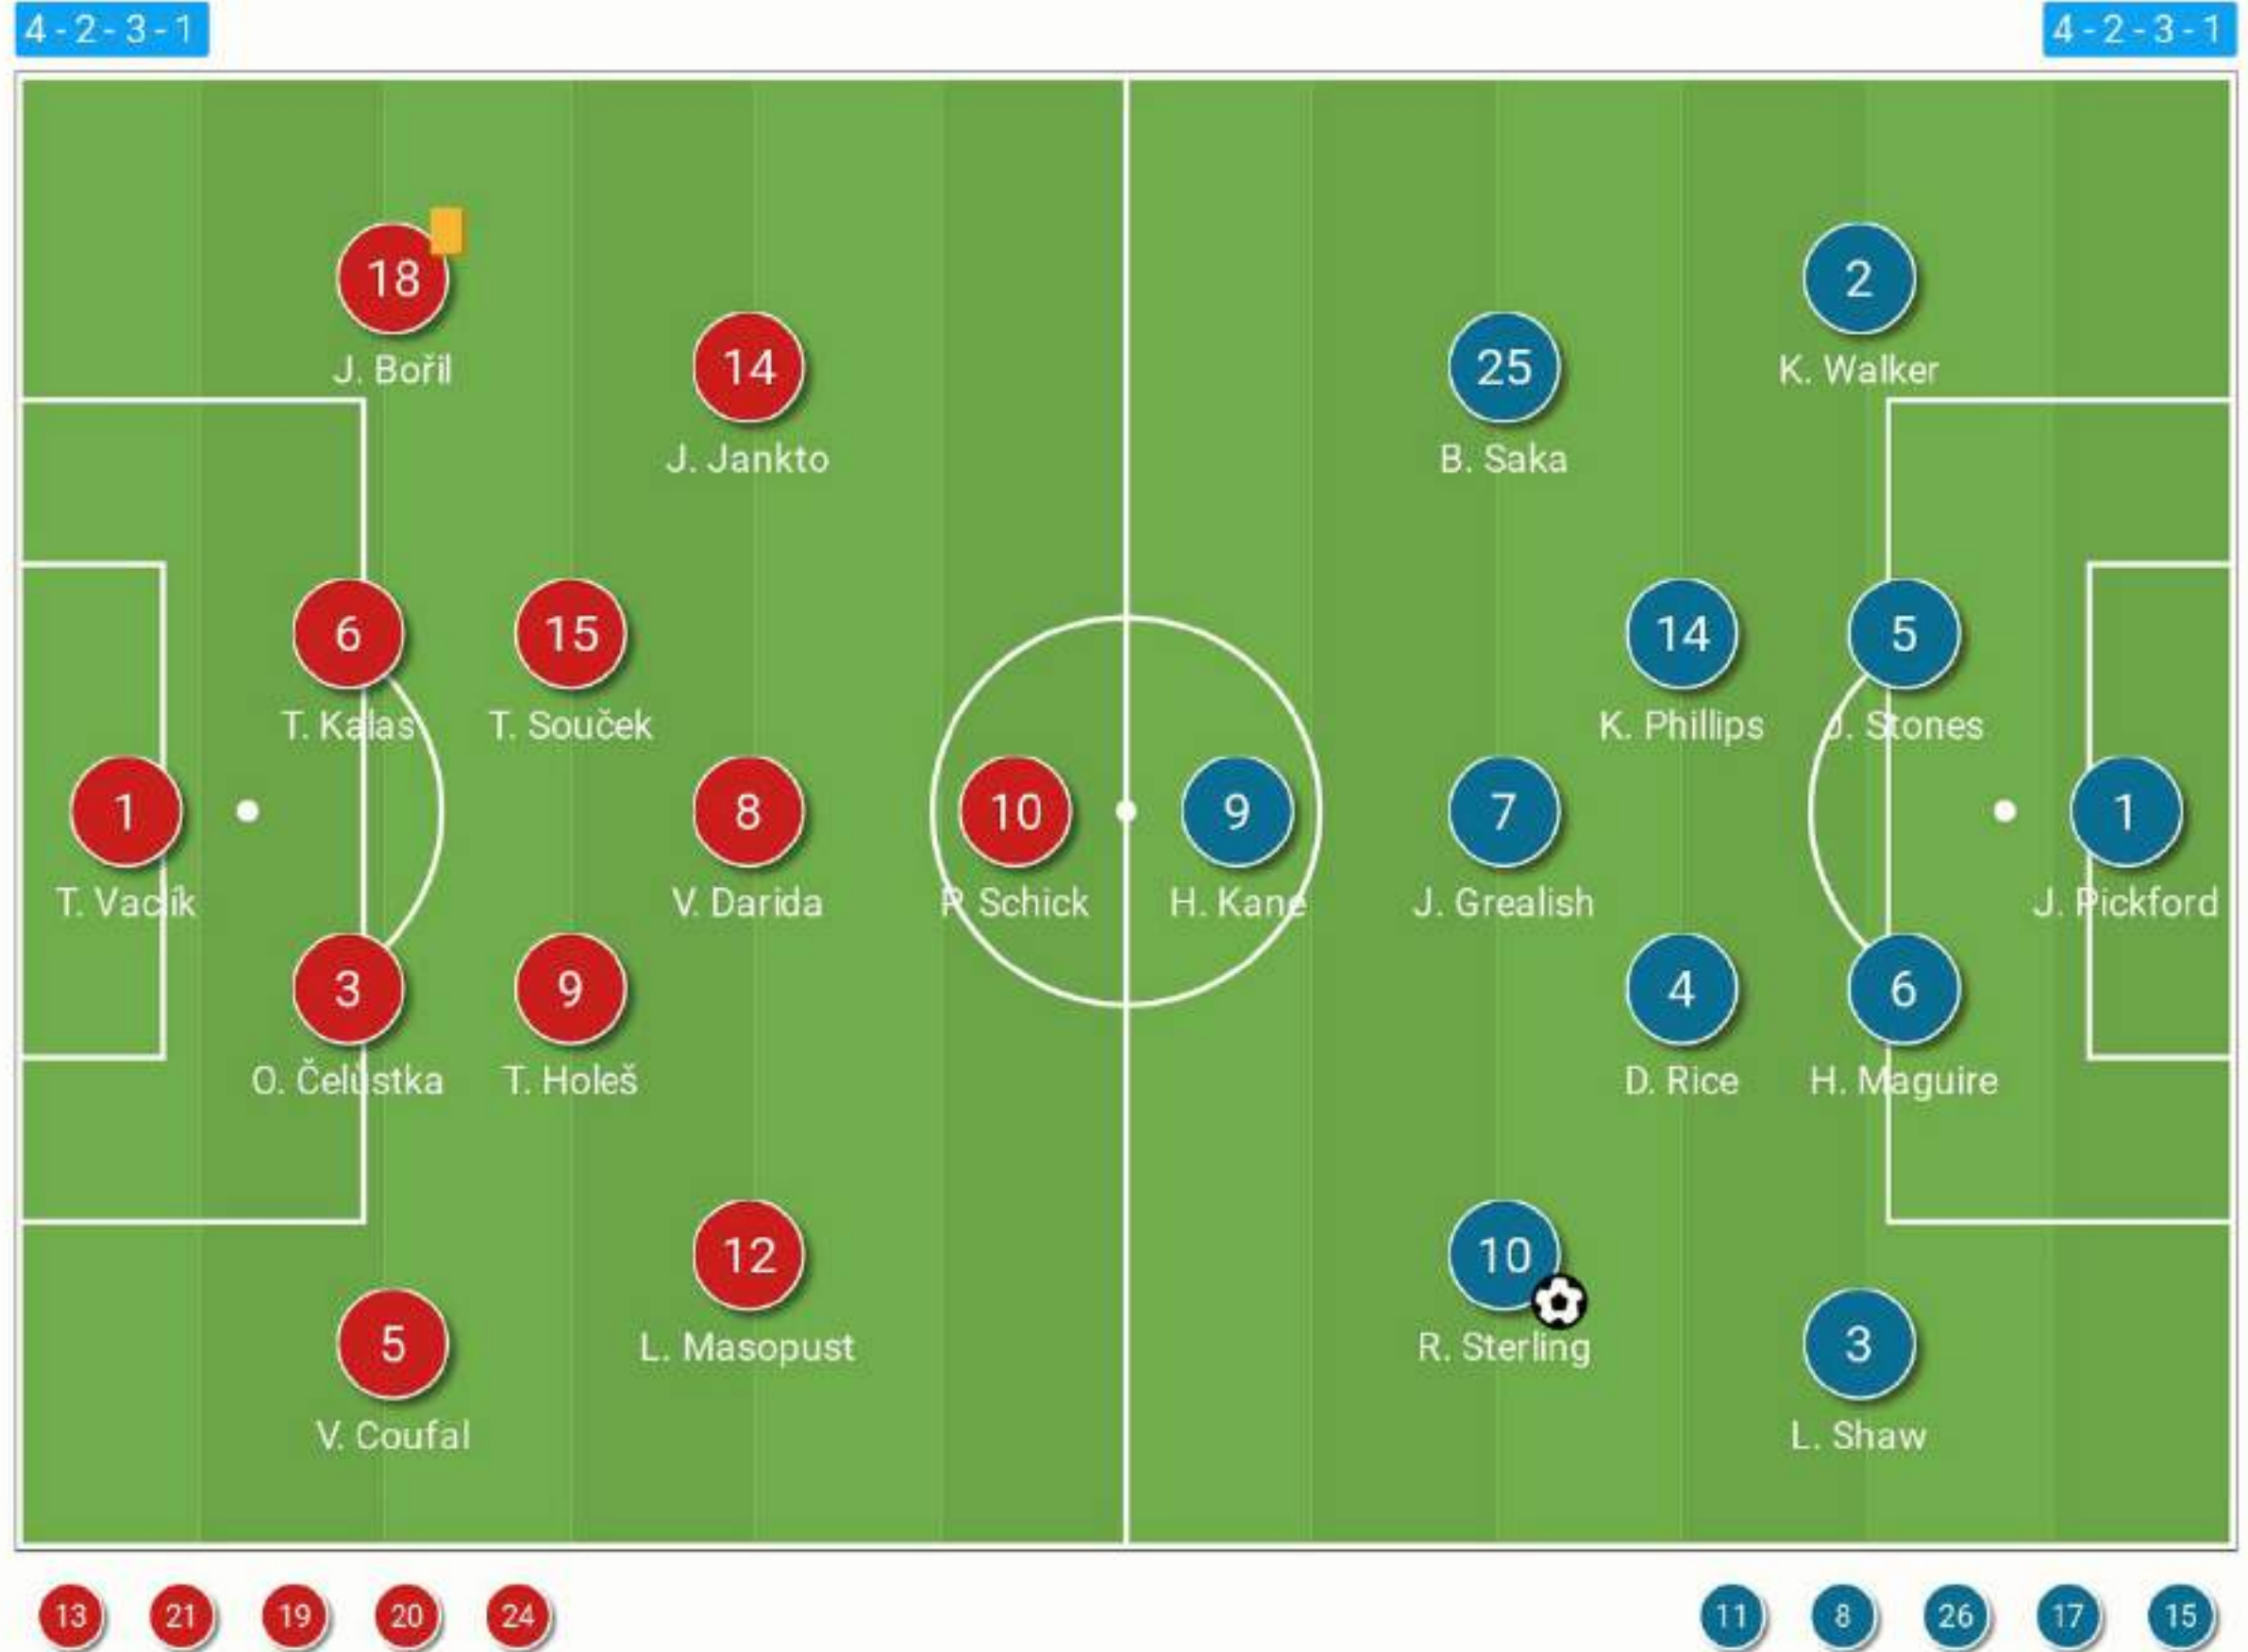 4 - 2 - 3 - 1
4 - 2 - 3 - 1
18
J. Bořil
2
K. Walker
14
J. Jankto
25
B. Saka
6
T. Kalas
15
T. Souček
14
K. Phillips
5
J. Stones
1
T. Vaclík
8
V. Darida
10
P. Schick
9
H. Kane
7
J. Grealish
1
J. Pickford
3
O. Čelůstka
9
T. Holeš
4
D. Rice
6
H. Maguire
12
L. Masopust
10
R. Sterling
5
V. Coufal
3
L. Shaw
13 21 19 20 24
11 8 26 17 15